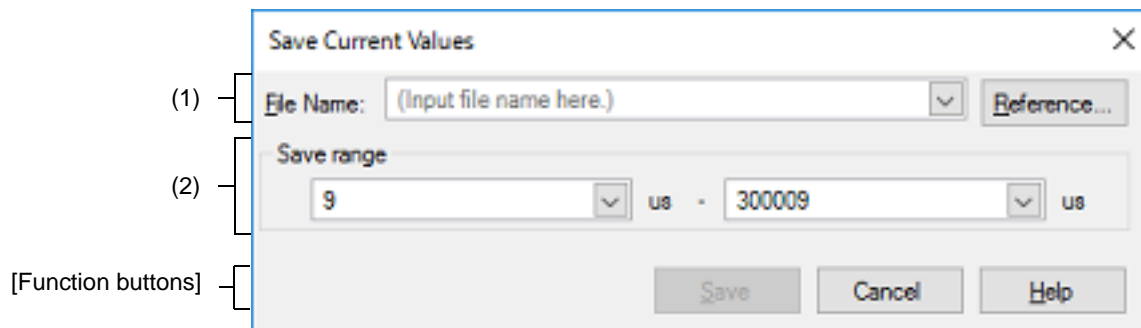 Save Current Values
(1) File Name: (Input file name here.) Reference...
Save range
(2) 9 us - 300009 us
[Function buttons] Save Cancel Help